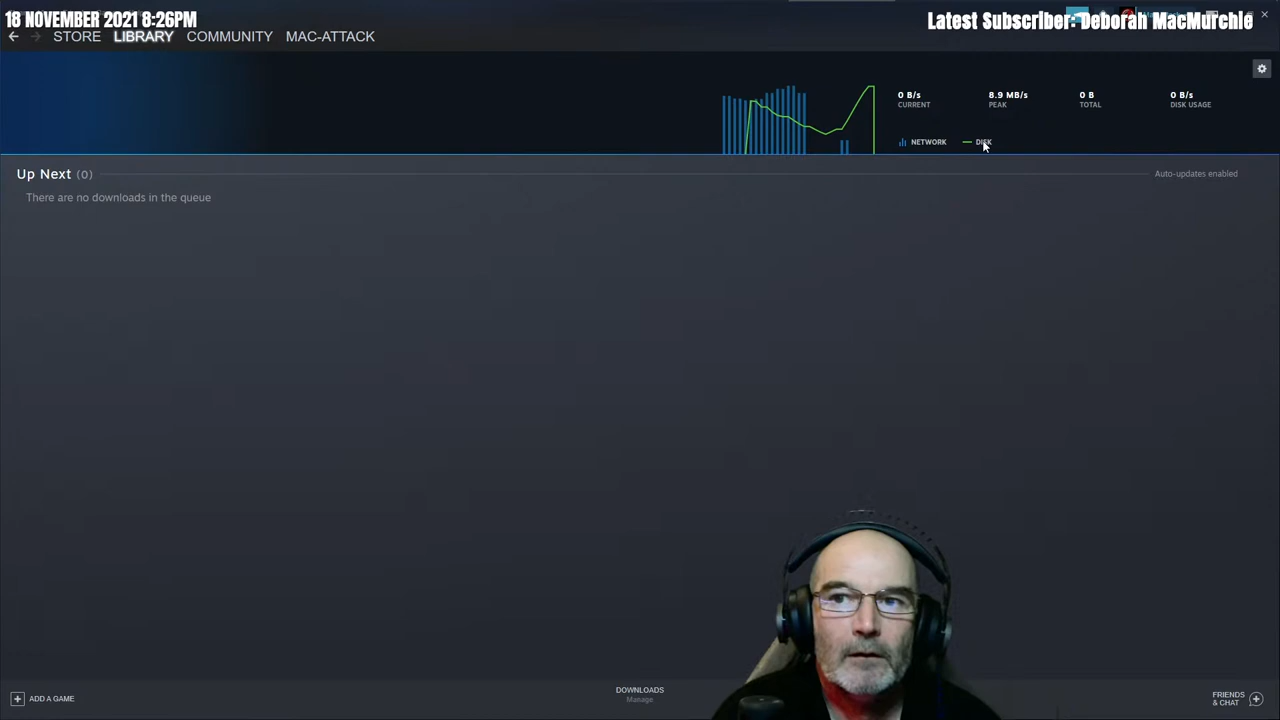 18 NOVEMBER 2021 8:26PM
Latest Subscriber: Deborah MacMurchie
STORE LIBRARY COMMUNITY MAC-ATTACK
0 B/s 8.9 MB/s 0 B 0 B/s
CURRENT PEAK TOTAL DISK USAGE
NETWORK DISK
Up Next (0)
Auto-updates enabled
There are no downloads in the queue
ADD A GAME
DOWNLOADS
Manage
FRIENDS
& CHAT